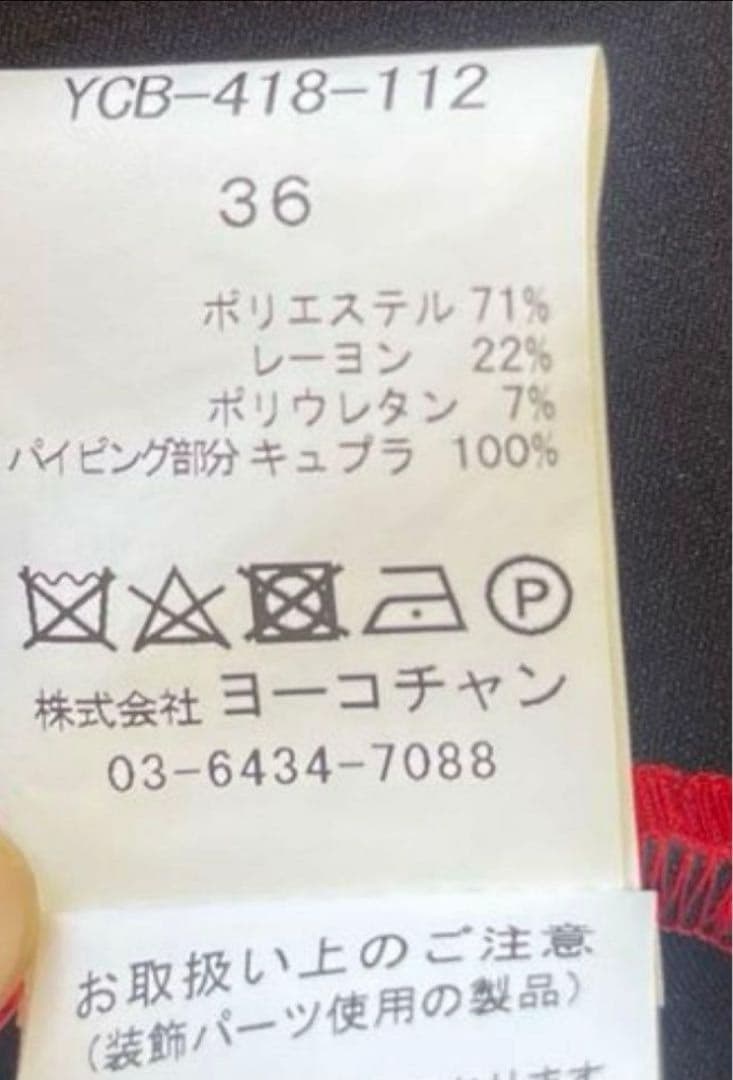 YCB-418-112
36
ポリエステル 71%
レーヨン 22%
ポリウレタン 7%
パイピング部分 キュプラ 100%
P
株式会社 ヨーコチャン
03-6434-7088
お取扱い上のご注意
(装飾パーツ使用の製品)